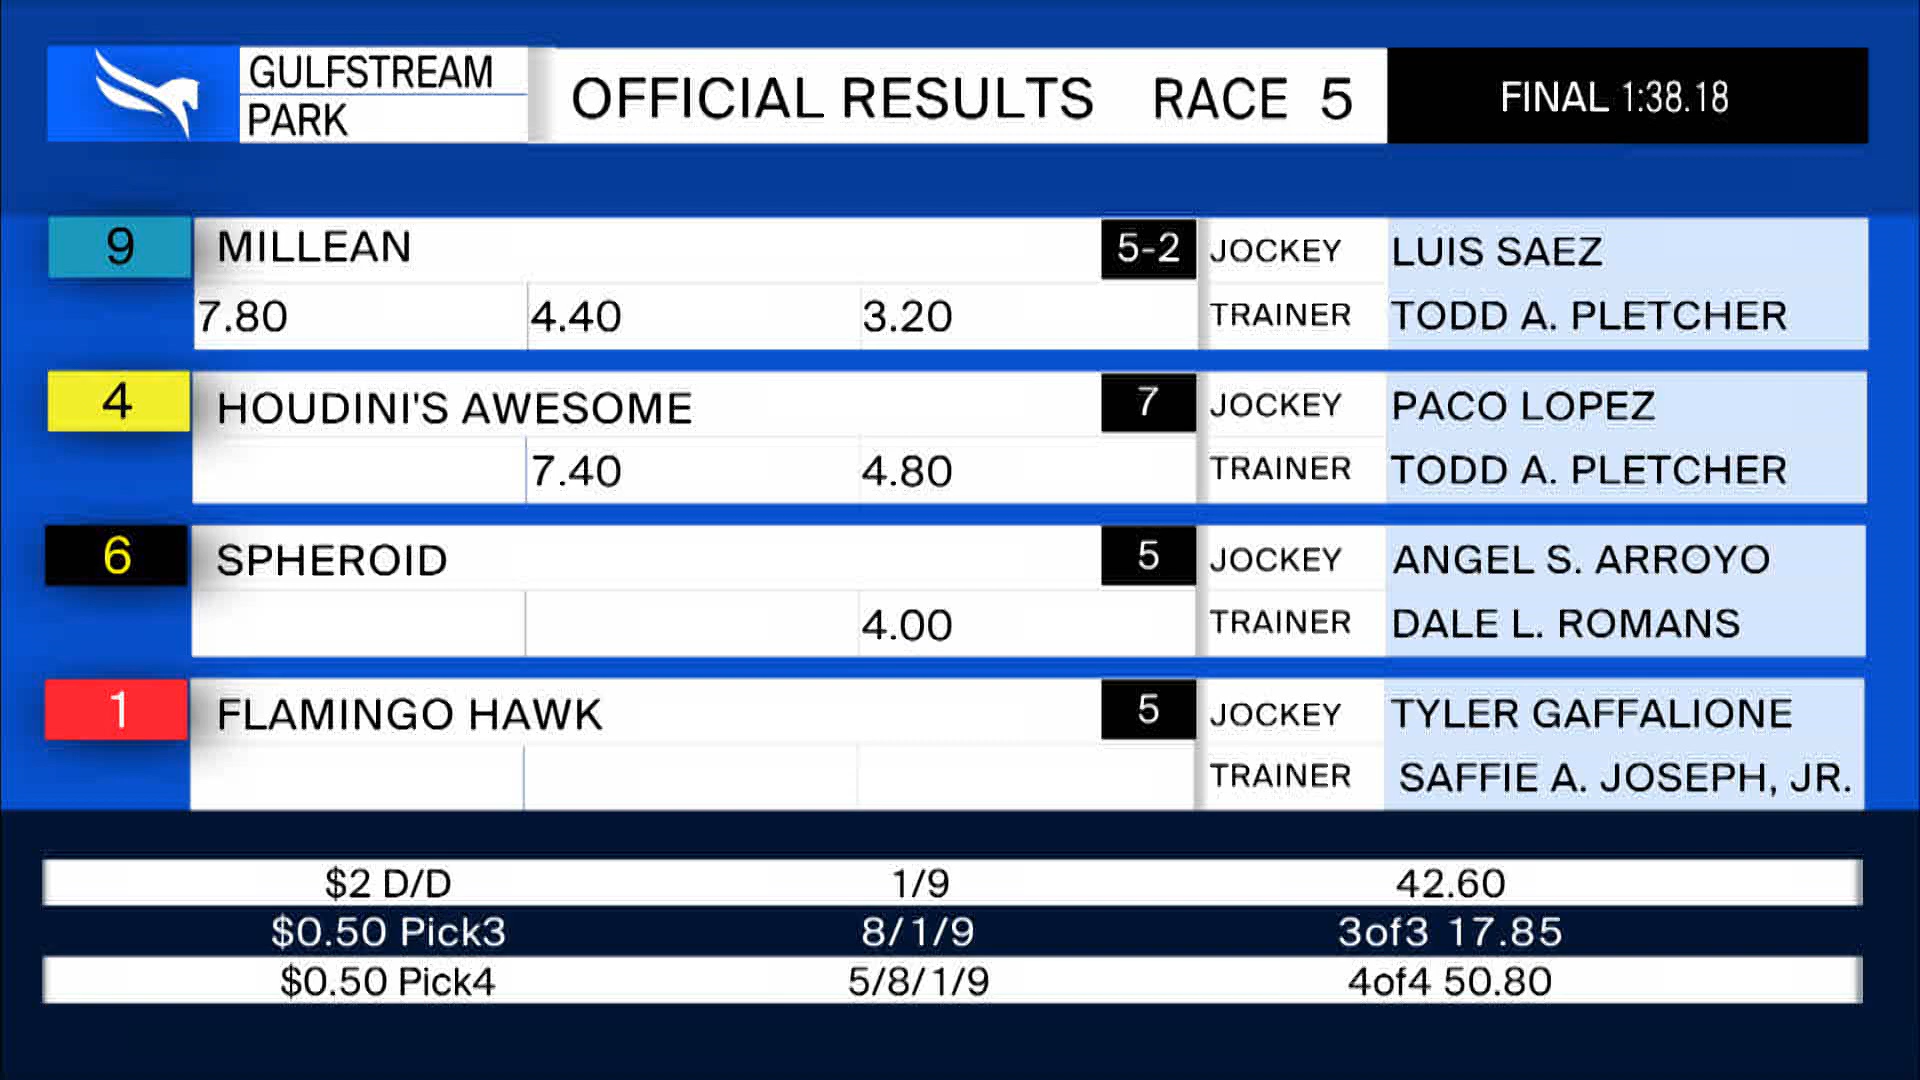 GULFSTREAM
PARK
OFFICIAL RESULTS RACE 5
FINAL 1:38.18
9 MILLEAN 5-2 JOCKEY LUIS SAEZ
7.80 4.40 3.20 TRAINER TODD A. PLETCHER
4 HOUDINI'S AWESOME 7 JOCKEY PACO LOPEZ
7.40 4.80 TRAINER TODD A. PLETCHER
6 SPHEROID 5 JOCKEY ANGEL S. ARROYO
4.00 TRAINER DALE L. ROMANS
1 FLAMINGO HAWK 5 JOCKEY TYLER GAFFALIONE
TRAINER SAFFIE A. JOSEPH, JR.
$2 D/D 1/9 42.60
$0.50 Pick3 8/1/9 3of3 17.85
$0.50 Pick4 5/8/1/9 4of4 50.80